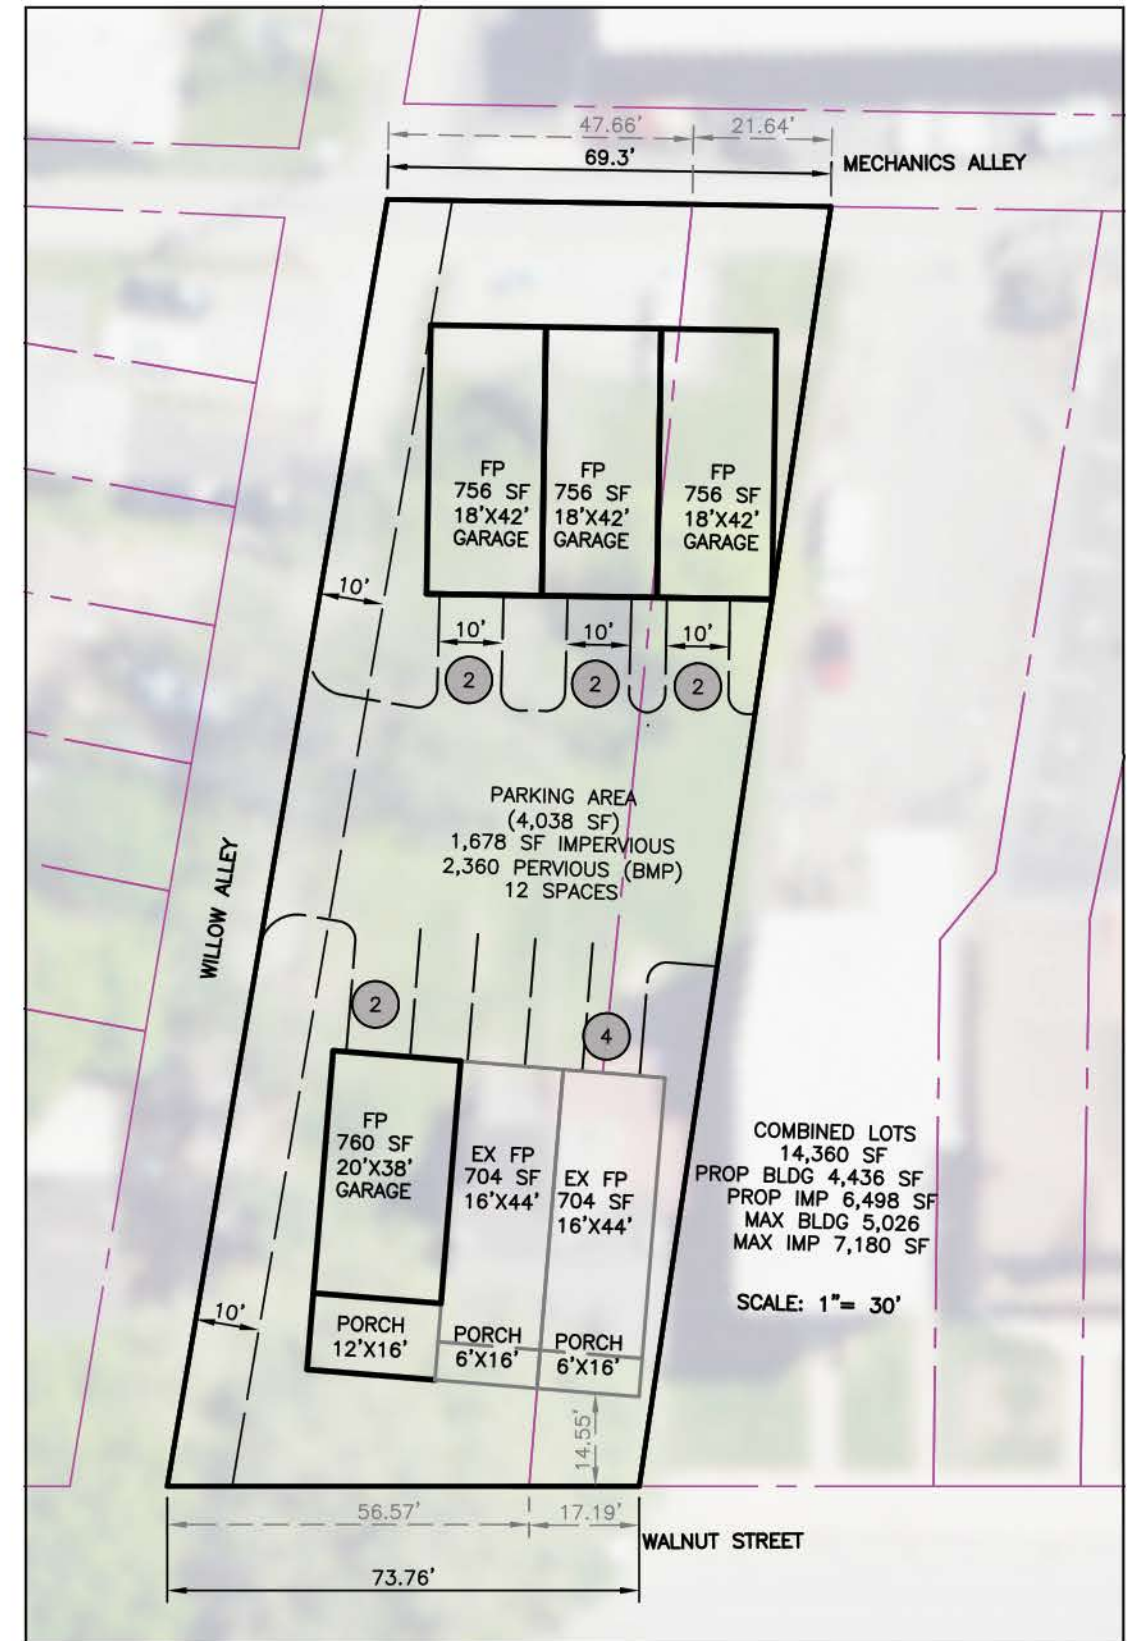 47.66' 21.64'
69.3'
MECHANICS ALLEY
FP
756 SF
18'X42'
GARAGE
FP
756 SF
18'X42'
GARAGE
FP
756 SF
18'X42'
GARAGE
10'
10' 10' 10'
2 2 2
PARKING AREA
(4,038 SF)
1,678 SF IMPERVIOUS
2,360 PERVIOUS (BMP)
12 SPACES
WILLOW ALLEY
2
4
FP
760 SF
20'X38'
GARAGE
EX FP
704 SF
16'X44'
EX FP
704 SF
16'X44'
COMBINED LOTS
14,360 SF
PROP BLDG 4,436 SF
PROP IMP 6,498 SF
MAX BLDG 5,026
MAX IMP 7,180 SF
SCALE: 1"= 30'
10'
PORCH
12'X16'
PORCH
6'X16'
PORCH
6'X16'
14.55'
56.57' 17.19'
WALNUT STREET
73.76'